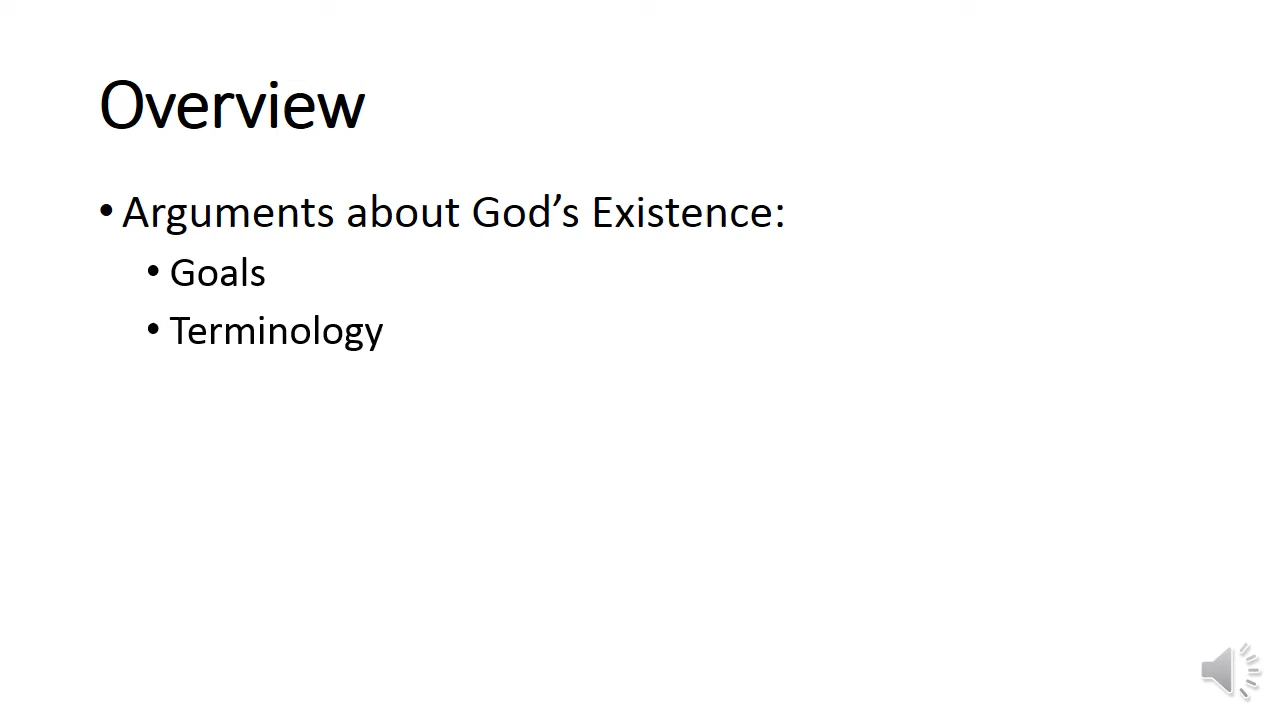 Overview
• Arguments about God’s Existence:
• Goals
• Terminology